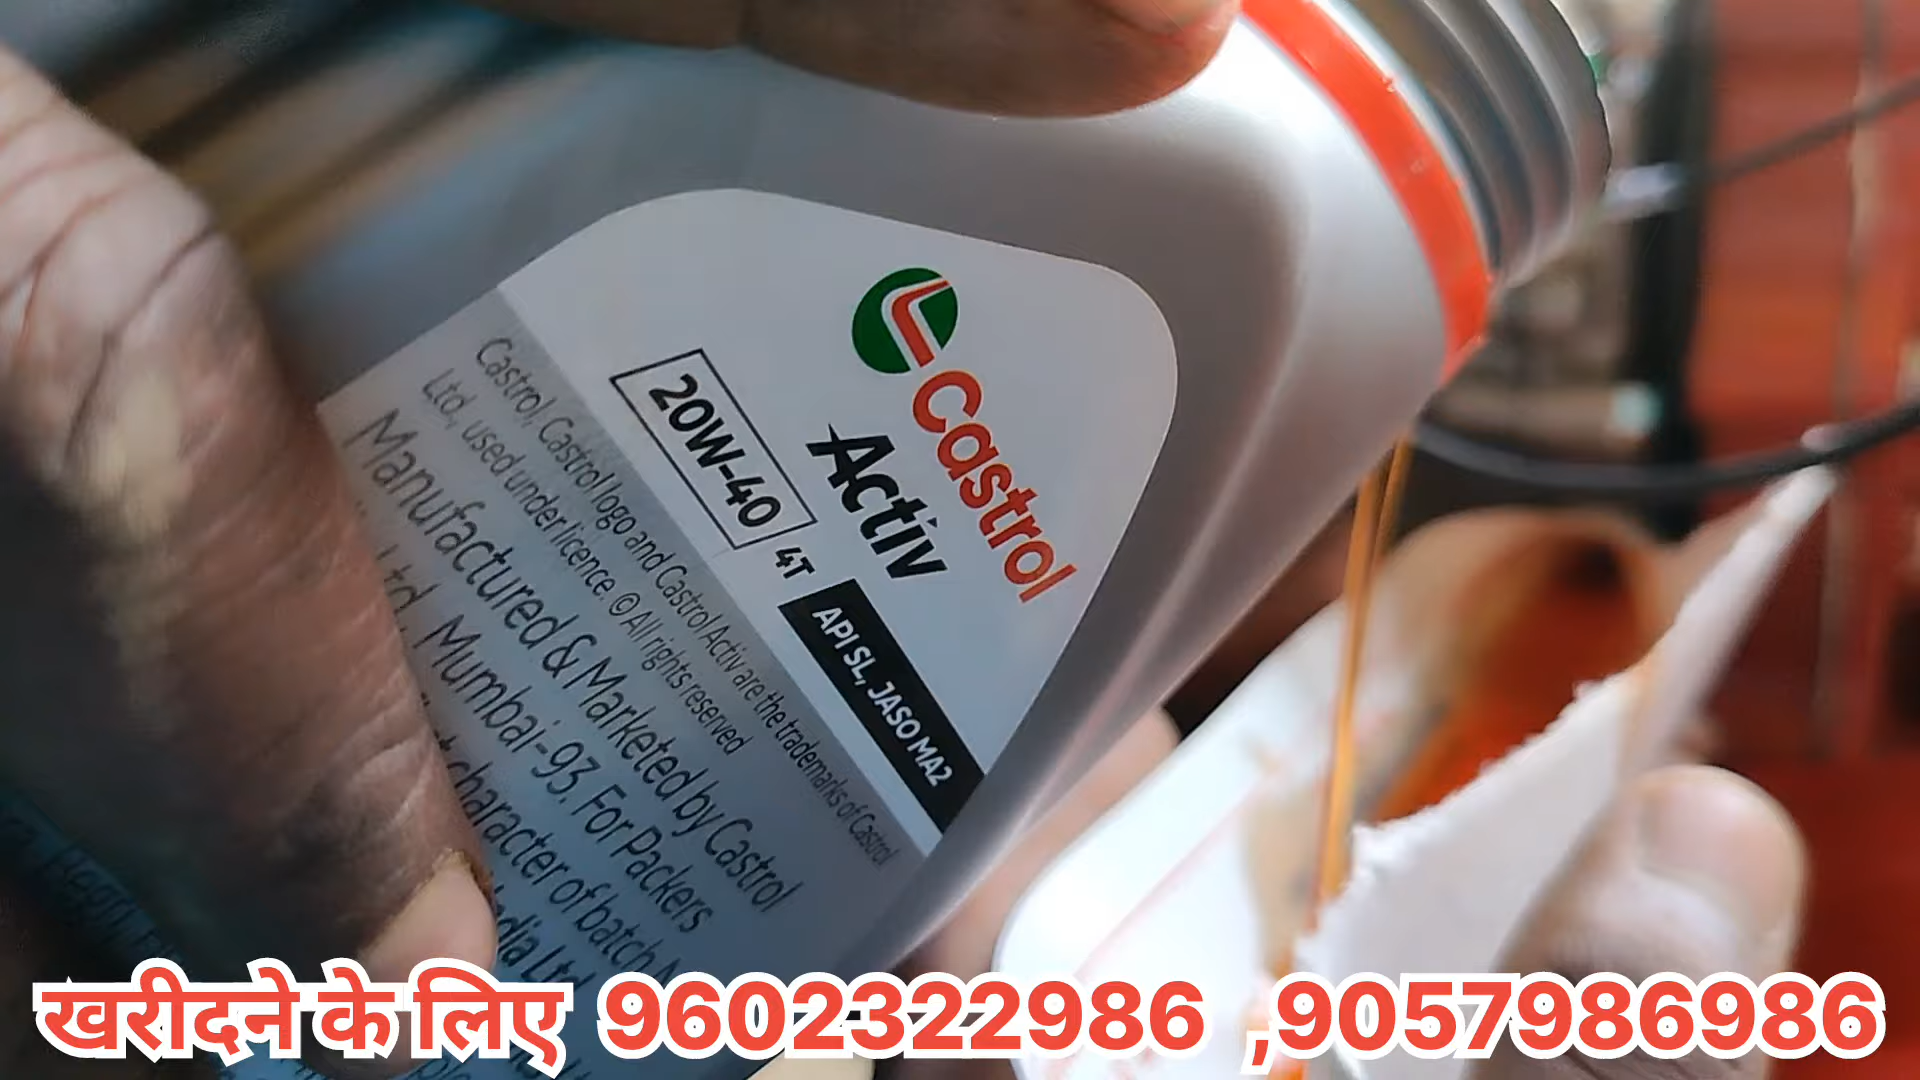 Castrol
Activ
20W-40
4T
API SL, JASO MA2
Castrol, Castrol logo and Castrol Activ are the trademarks of Castrol
Ltd., used under licence. © All rights reserved
Manufactured & Marketed by Castrol
Ltd., Mumbai-93. For Packers
character of batch
Ltd.
खरीदने के लिए 9602322986 ,9057986986